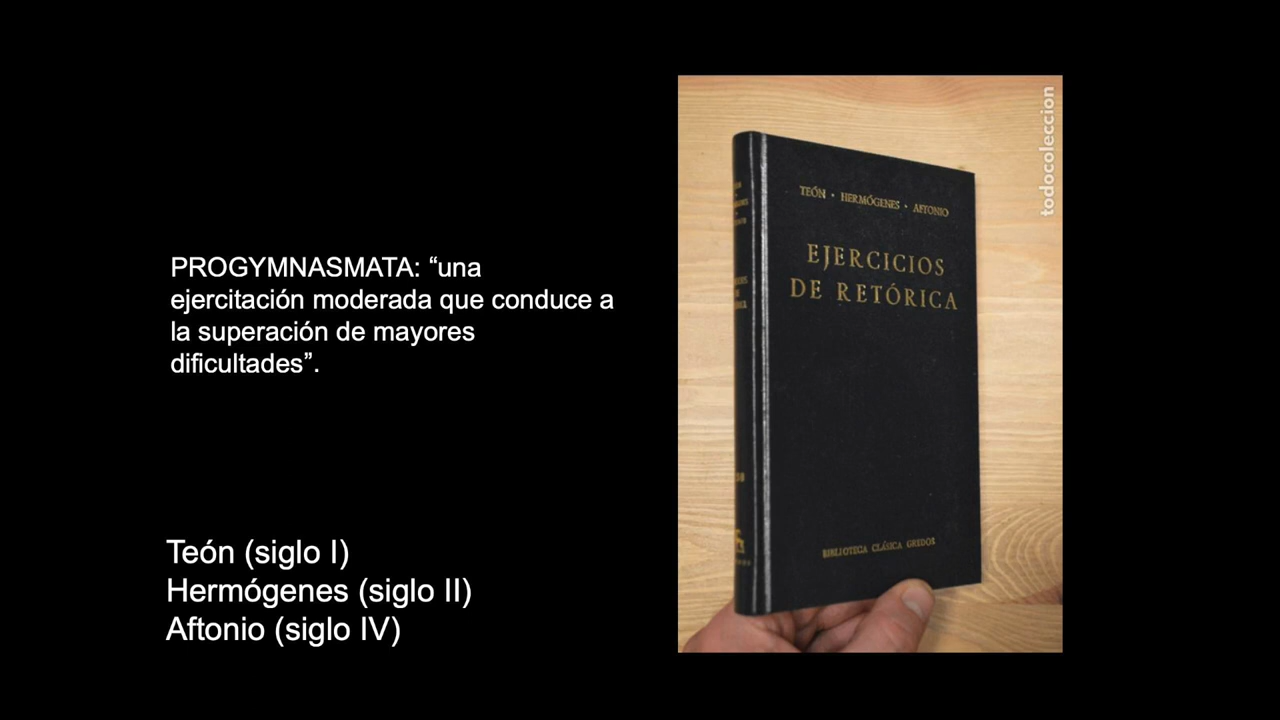 PROGYMNASMATA: “una
ejercitación moderada que conduce a
la superación de mayores
dificultades”.
Teón (siglo I)
Hermógenes (siglo II)
Aftonio (siglo IV)
todocoleccion
TEÓN · HERMÓGENES · AFTONIO
EJERCICIOS
DE RETÓRICA
BIBLIOTECA CLÁSICA GREDOS